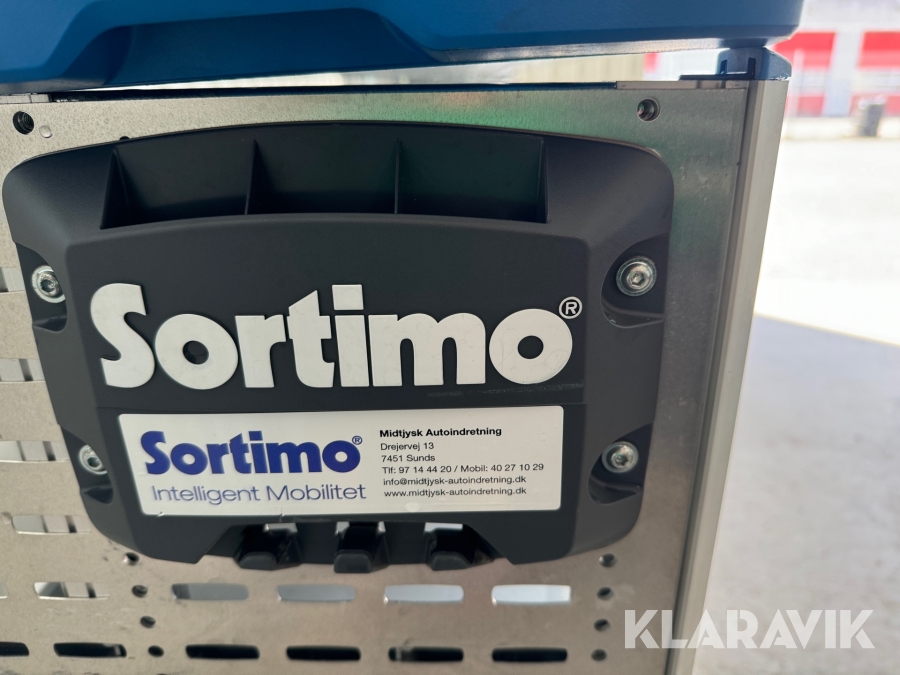 Sortimo®
Sortimo®
Intelligent Mobilitet
Midtjysk Autoindretning
Drejervej 13
7451 Sunds
Tlf: 97 14 44 20 / Mobil: 40 27 10 29
info@midtjysk-autoindretning.dk
www.midtjysk-autoindretning.dk
KLARAVIK